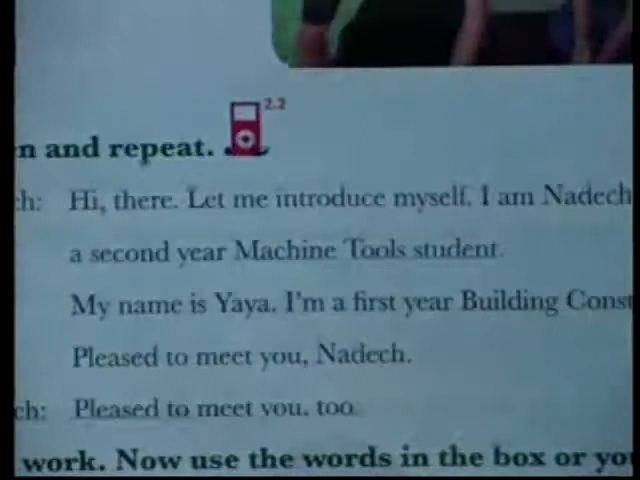 2.2
n and repeat.
ch: Hi, there. Let me introduce myself. I am Nadech
a second year Machine Tools student.
My name is Yaya. I'm a first year Building Const
Pleased to meet you, Nadech.
ch: Pleased to meet you, too.
work. Now use the words in the box or you